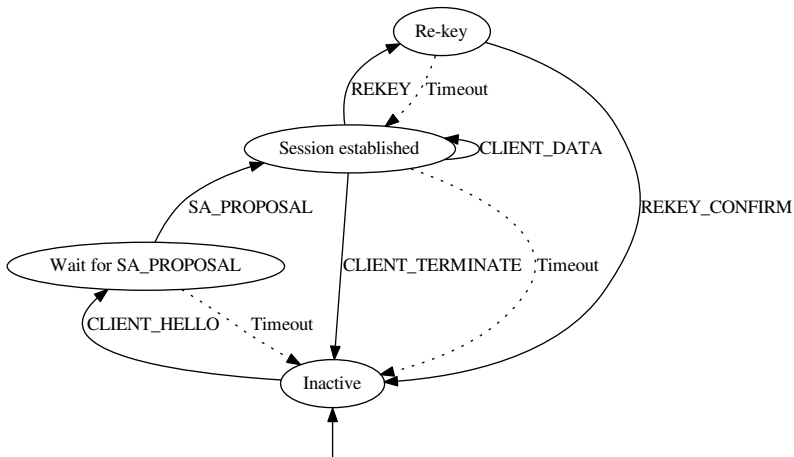 Re-key
REKEY
Timeout
Session established
CLIENT_DATA
SA_PROPOSAL
REKEY_CONFIRM
Wait for SA_PROPOSAL
CLIENT_TERMINATE
Timeout
CLIENT_HELLO
Timeout
Inactive